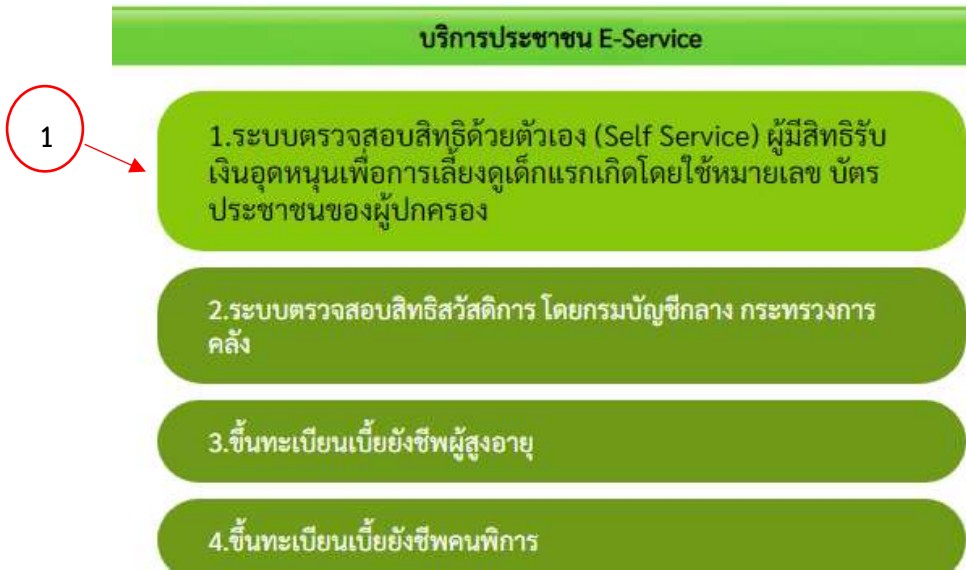 บริการประชาชน E-Service
1
1.ระบบตรวจสอบสิทธิด้วยตัวเอง (Self Service) ผู้มีสิทธิรับ
เงินอุดหนุนเพื่อการเลี้ยงดูเด็กแรกเกิดโดยใช้หมายเลข บัตร
ประชาชนของผู้ปกครอง
2.ระบบตรวจสอบสิทธิสวัสดิการ โดยกรมบัญชีกลาง กระทรวงการ
คลัง
3.ขึ้นทะเบียนเบี้ยยังชีพผู้สูงอายุ
4.ขึ้นทะเบียนเบี้ยยังชีพคนพิการ